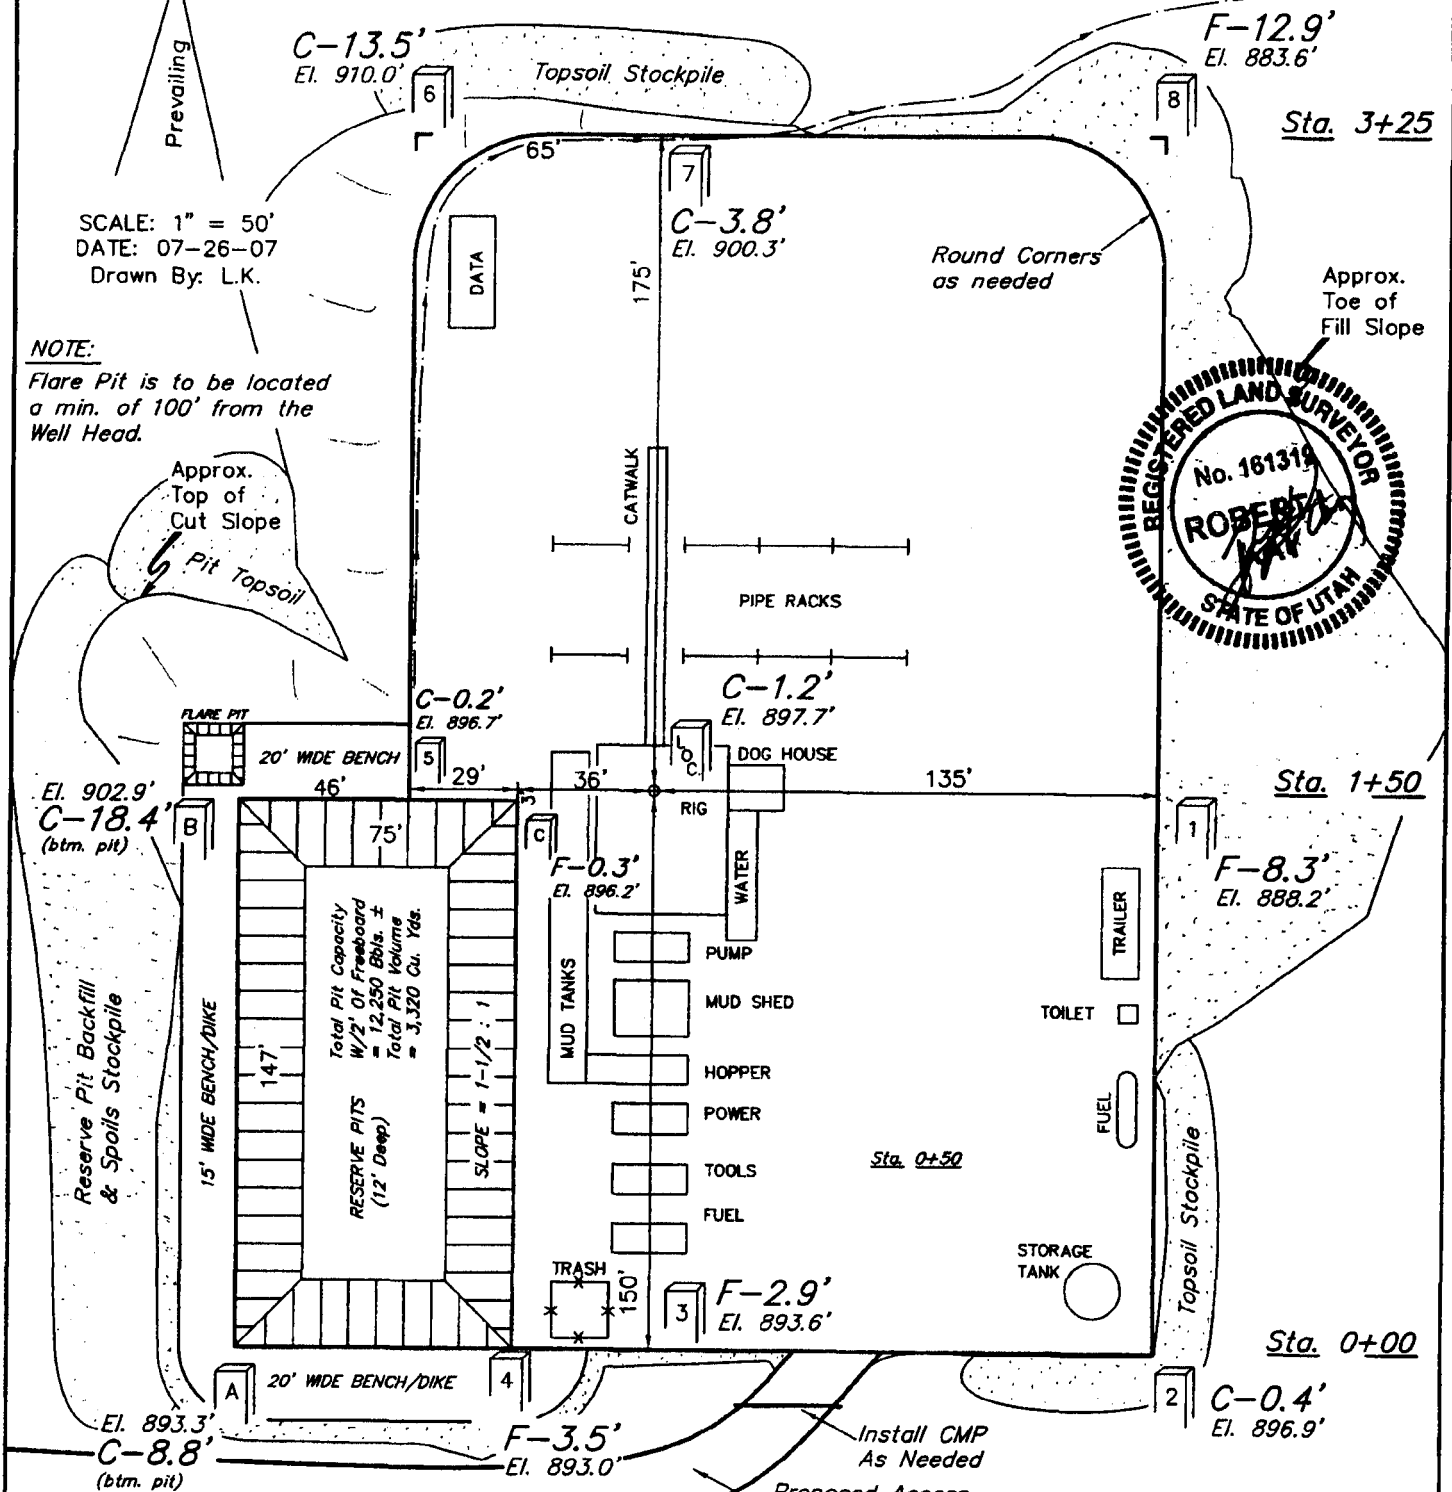 C-13.5'
El. 910.0'
6
Topsoil Stockpile
F-12.9'
El. 883.6'
8
Sta. 3+25
Prevailing
65'
7
C-3.8'
El. 900.3'
175'
SCALE: 1" = 50'
DATE: 07-26-07
Drawn By: L.K.
DATA
Round Corners
as needed
Approx.
Toe of
Fill Slope
NOTE:
Flare Pit is to be located
a min. of 100' from the
Well Head.
REGISTERED LAND SURVEYOR
No. 161319
ROBERT
KAY
STATE OF UTAH
Approx.
Top of
Cut Slope
Pit Topsoil
CATWALK
PIPE RACKS
C-0.2'
El. 896.7'
5
C-1.2'
El. 897.7'
LOC.
DOG HOUSE
FLARE PIT
20' WIDE BENCH
46'
29'
3'
36'
RIG
135'
Sta. 1+50
El. 902.9'
C-18.4'
(btm. pit)
B
75'
C
F-0.3'
El. 896.2'
1
F-8.3'
El. 888.2'
WATER
TRAILER
Total Pit Capacity
W/2' Of Freeboard
= 12,250 Bbls. ±
Total Pit Volume
= 3,320 Cu. Yds.
RESERVE PITS
(12' Deep)
SLOPE = 1-1/2 : 1
147'
15' WIDE BENCH/DIKE
Reserve Pit Backfill
& Spoils Stockpile
MUD TANKS
PUMP
MUD SHED
TOILET
HOPPER
POWER
FUEL
TOOLS
Sta. 0+50
FUEL
Topsoil Stockpile
STORAGE
TANK
TRASH
150'
3
F-2.9'
El. 893.6'
Sta. 0+00
A
20' WIDE BENCH/DIKE
4
2
C-0.4'
El. 896.9'
El. 893.3'
C-8.8'
(btm. pit)
F-3.5'
El. 893.0'
Install CMP
As Needed
Proposed Access